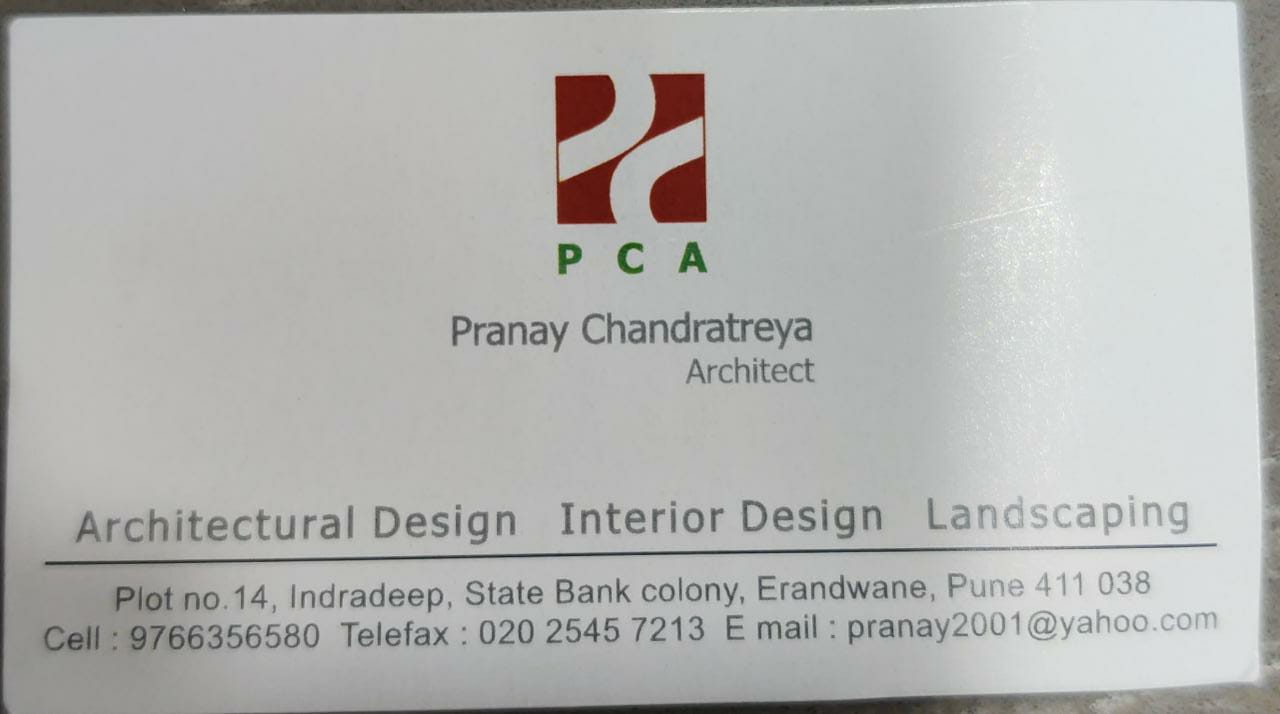 P C A
Pranay Chandratreya
Architect
Architectural Design Interior Design Landscaping
Plot no.14, Indradeep, State Bank colony, Erandwane, Pune 411 038
Cell : 9766356580 Telefax : 020 2545 7213 E mail : pranay2001@yahoo.com